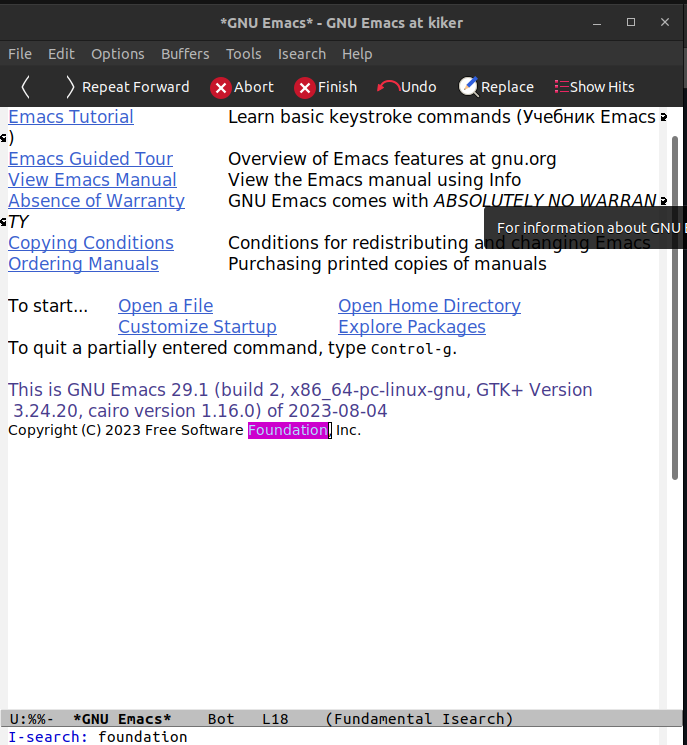 *GNU Emacs* - GNU Emacs at kiker
File Edit Options Buffers Tools Isearch Help
Repeat Forward Abort Finish Undo Replace Show Hits
Emacs Tutorial Learn basic keystroke commands (Учебник Emacs
)
Emacs Guided Tour Overview of Emacs features at gnu.org
View Emacs Manual View the Emacs manual using Info
Absence of Warranty GNU Emacs comes with ABSOLUTELY NO WARRAN
TY
For information about GNU
Copying Conditions Conditions for redistributing and changing Emacs
Ordering Manuals Purchasing printed copies of manuals
To start... Open a File Open Home Directory
Customize Startup Explore Packages
To quit a partially entered command, type Control-g.
This is GNU Emacs 29.1 (build 2, x86_64-pc-linux-gnu, GTK+ Version
3.24.20, cairo version 1.16.0) of 2023-08-04
Copyright (C) 2023 Free Software Foundation, Inc.
U:%%- *GNU Emacs* Bot L18 (Fundamental Isearch)
I-search: foundation